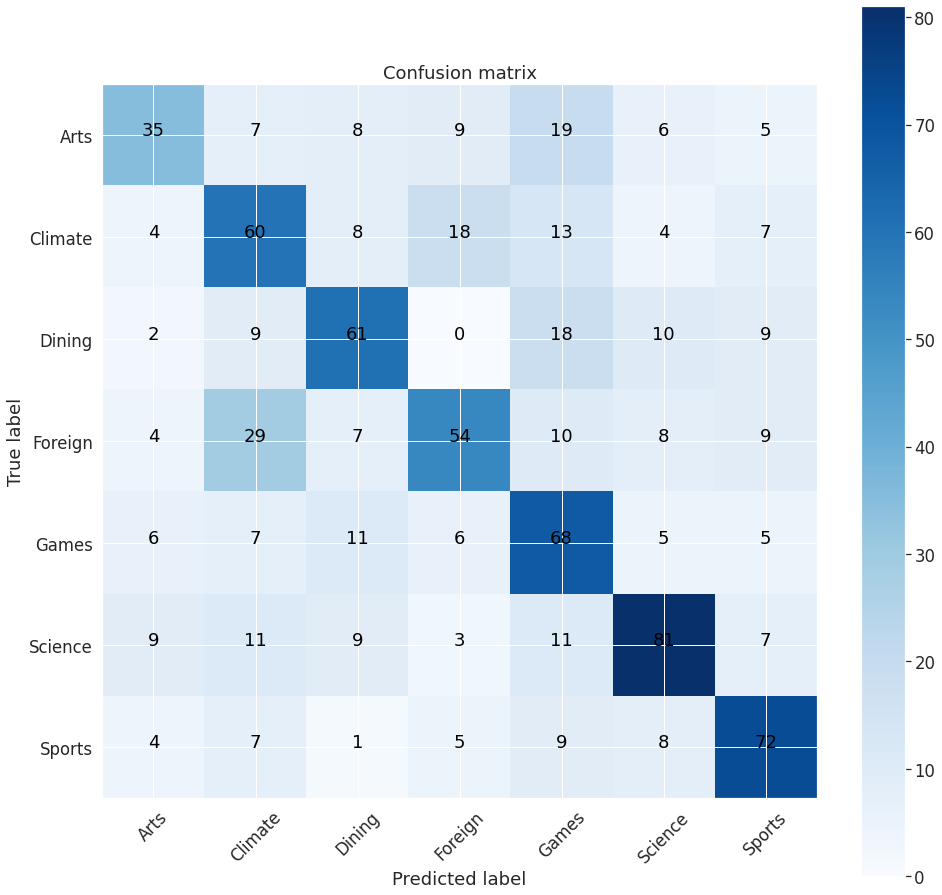 Confusion matrix
True label
Arts 35 7 8 9 19 6 5
Climate 4 60 8 18 13 4 7
Dining 2 9 61 0 18 10 9
Foreign 4 29 7 54 10 8 9
Games 6 7 11 6 68 5 5
Science 9 11 9 3 11 81 7
Sports 4 7 1 5 9 8 72
Arts Climate Dining Foreign Games Science Sports
Predicted label
80
70
60
50
40
30
20
10
0